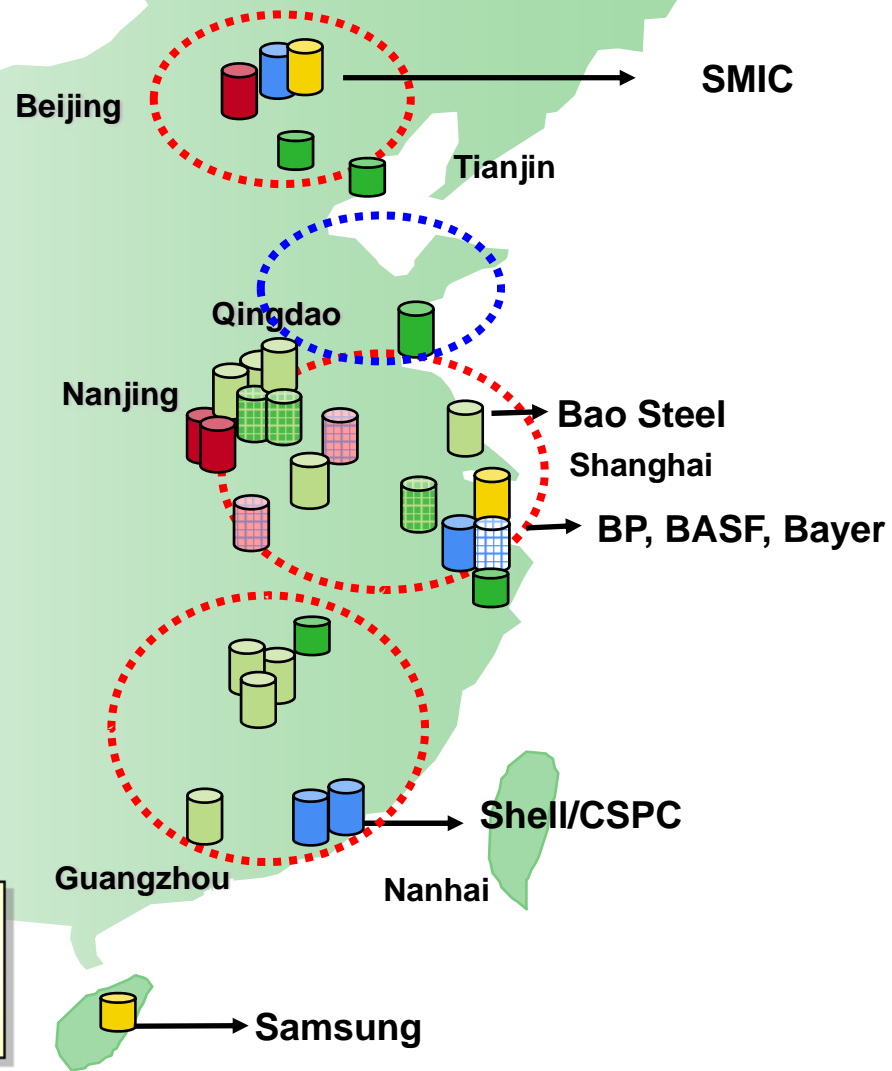 SMIC
Beijing
Tianjin
Qingdao
Nanjing
Bao Steel
Shanghai
BP, BASF, Bayer
Shell/CSPC
Guangzhou
Nanhai
Samsung